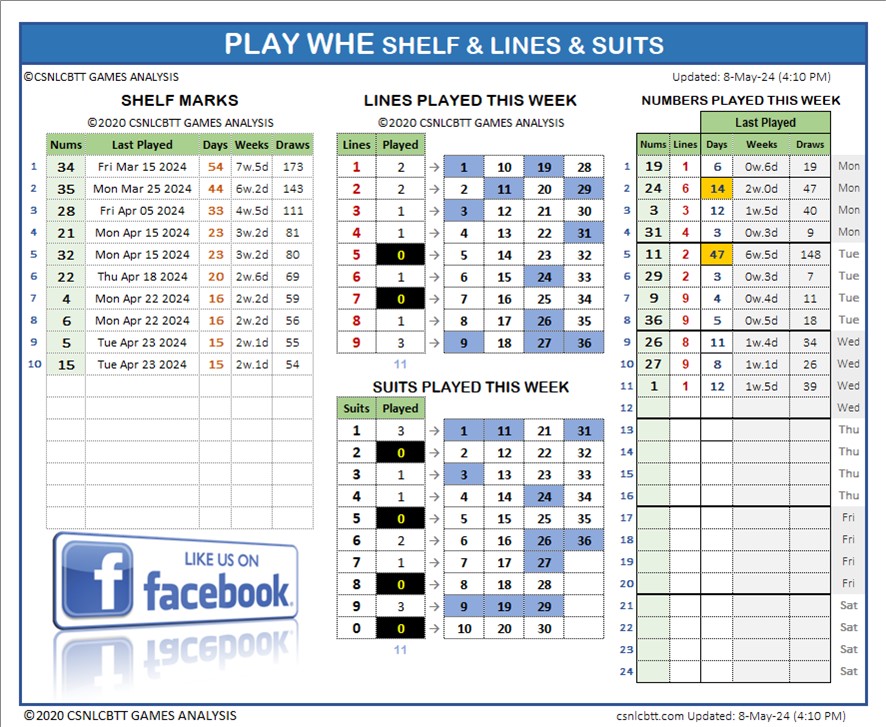 PLAY WHE SHELF & LINES & SUITS
©CSNLCBTT GAMES ANALYSIS
Updated: 8-May-24 (4:10 PM)
SHELF MARKS
©2020 CSNLCBTT GAMES ANALYSIS
Nums Last Played Days Weeks Draws
1 34 Fri Mar 15 2024 54 7w.5d 173
2 35 Mon Mar 25 2024 44 6w.2d 143
3 28 Fri Apr 05 2024 33 4w.5d 111
4 21 Mon Apr 15 2024 23 3w.2d 81
5 32 Mon Apr 15 2024 23 3w.2d 80
6 22 Thu Apr 18 2024 20 2w.6d 69
7 4 Mon Apr 22 2024 16 2w.2d 59
8 6 Mon Apr 22 2024 16 2w.2d 56
9 5 Tue Apr 23 2024 15 2w.1d 55
10 15 Tue Apr 23 2024 15 2w.1d 54
LIKE US ON
facebook
LINES PLAYED THIS WEEK
©2020 CSNLCBTT GAMES ANALYSIS
Lines Played
1 2 → 1 10 19 28
2 2 → 2 11 20 29
3 1 → 3 12 21 30
4 1 → 4 13 22 31
5 0 → 5 14 23 32
6 1 → 6 15 24 33
7 0 → 7 16 25 34
8 1 → 8 17 26 35
9 3 → 9 18 27 36
11
SUITS PLAYED THIS WEEK
Suits Played
1 3 → 1 11 21 31
2 0 → 2 12 22 32
3 1 → 3 13 23 33
4 1 → 4 14 24 34
5 0 → 5 15 25 35
6 2 → 6 16 26 36
7 1 → 7 17 27
8 0 → 8 18 28
9 3 → 9 19 29
0 0 → 10 20 30
11
NUMBERS PLAYED THIS WEEK
Last Played
Nums Lines Days Weeks Draws
1 19 1 6 0w.6d 19 Mon
2 24 6 14 2w.0d 47 Mon
3 3 3 12 1w.5d 40 Mon
4 31 4 3 0w.3d 9 Mon
5 11 2 47 6w.5d 148 Tue
6 29 2 3 0w.3d 7 Tue
7 9 9 4 0w.4d 11 Tue
8 36 9 5 0w.5d 18 Tue
9 26 8 11 1w.4d 34 Wed
10 27 9 8 1w.1d 26 Wed
11 1 1 12 1w.5d 39 Wed
12 Wed
13 Thu
14 Thu
15 Thu
16 Thu
17 Fri
18 Fri
19 Fri
20 Fri
21 Sat
22 Sat
23 Sat
24 Sat
©2020 CSNLCBTT GAMES ANALYSIS
csnlcbtt.com Updated: 8-May-24 (4:10 PM)